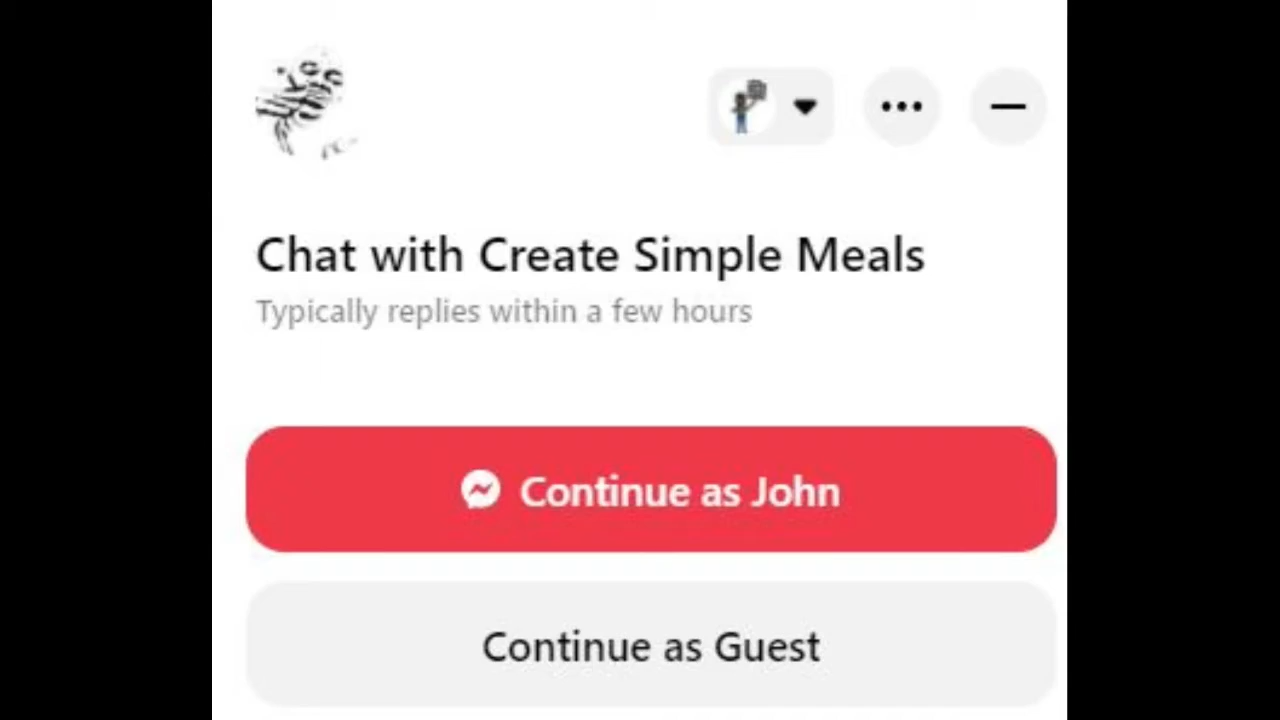 Chat with Create Simple Meals
Typically replies within a few hours
Continue as John
Continue as Guest